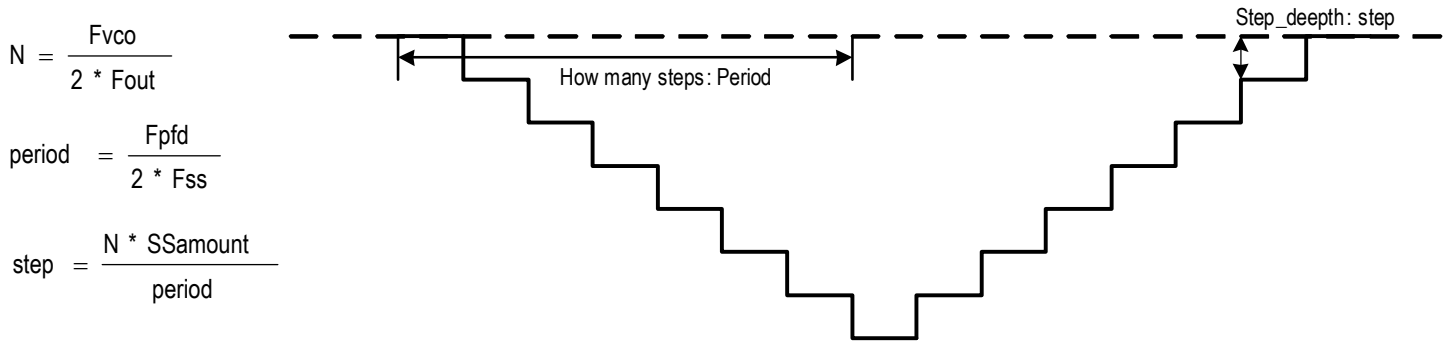 N = Fvco / 2 * Fout
period = Fpfd / 2 * Fss
step = N * SSamount / period
How many steps: Period
Step_deepth: step